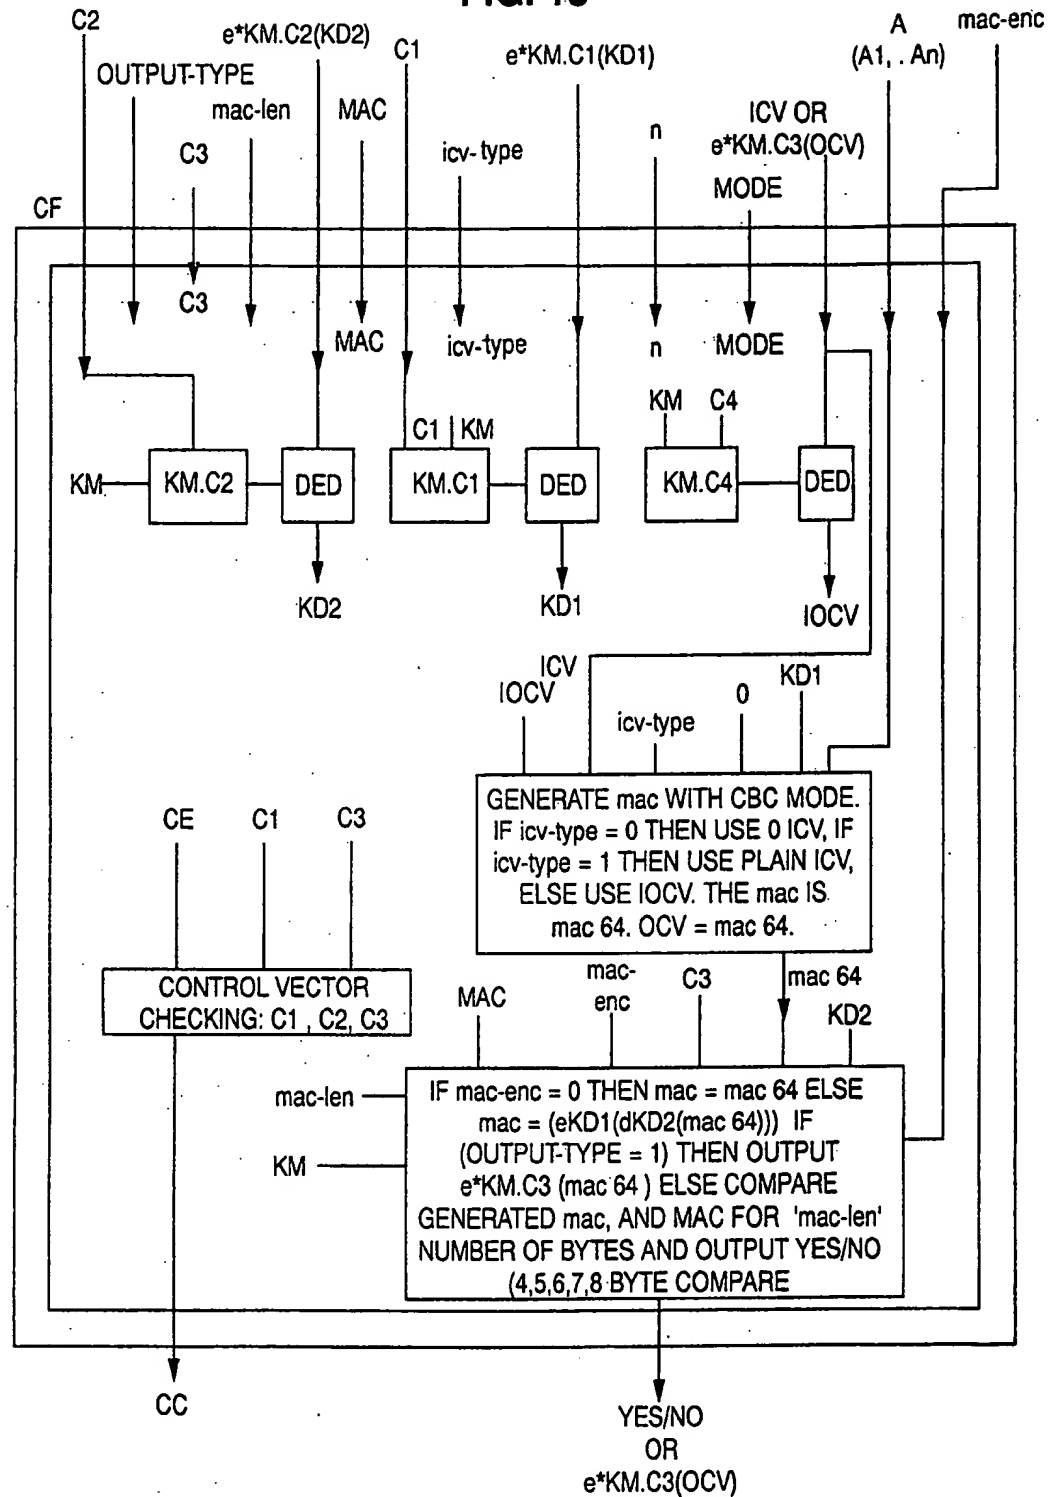 C2
e*KM.C2(KD2)
C1
e*KM.C1(KD1)
A
(A1, . An)
mac-enc
OUTPUT-TYPE
mac-len
MAC
n
ICV OR
e*KM.C3(OCV)
C3
icv-type
MODE
CF
C3
MAC
icv-type
n
MODE
KM
C4
C1
KM
KM
KM.C2
DED
KM.C1
DED
KM.C4
DED
KD2
KD1
IOCV
ICV
IOCV
KD1
0
icv-type
GENERATE mac WITH CBC MODE.
IF icv-type = 0 THEN USE 0 ICV, IF
icv-type = 1 THEN USE PLAIN ICV,
ELSE USE IOCV. THE mac IS
mac 64. OCV = mac 64.
CE
C1
C3
CONTROL VECTOR
CHECKING: C1 , C2, C3
MAC
mac-
enc
C3
mac 64
KD2
mac-len
KM
IF mac-enc = 0 THEN mac = mac 64 ELSE
mac = (eKD1(dKD2(mac 64))) IF
(OUTPUT-TYPE = 1) THEN OUTPUT
e*KM.C3 (mac 64 ) ELSE COMPARE
GENERATED mac, AND MAC FOR 'mac-len'
NUMBER OF BYTES AND OUTPUT YES/NO
(4,5,6,7,8 BYTE COMPARE
CC
YES/NO
OR
e*KM.C3(OCV)